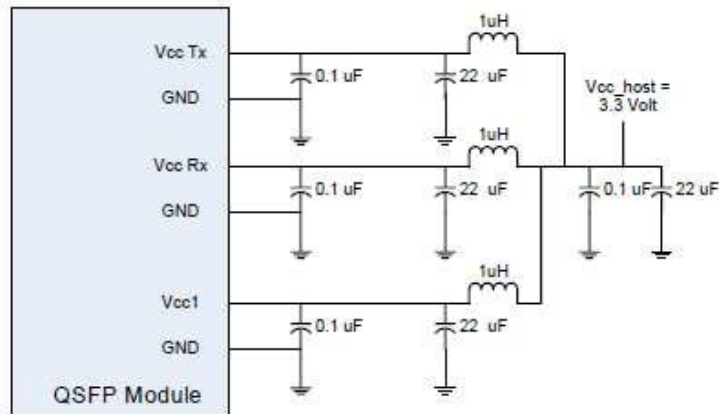 1uH
Vcc Tx
0.1 uF
22 uF
GND
Vcc_host =
3.3 Volt
1uH
Vcc Rx
0.1 uF
22 uF
0.1 uF
22 uF
GND
1uH
Vcc1
0.1 uF
22 uF
GND
QSFP Module